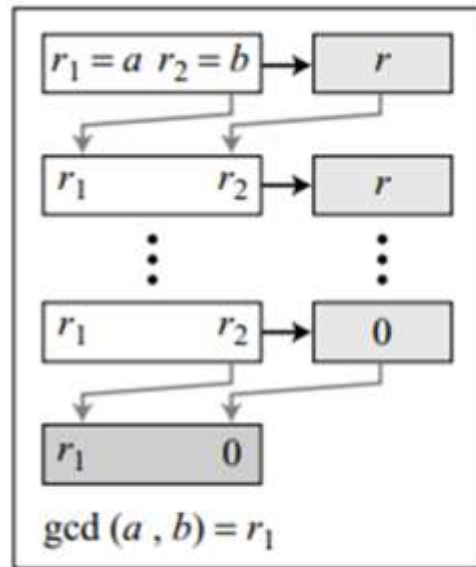 r₁ = a r₂ = b r
r₁ r₂ r
r₁ r₂ 0
r₁ 0
gcd (a , b) = r₁